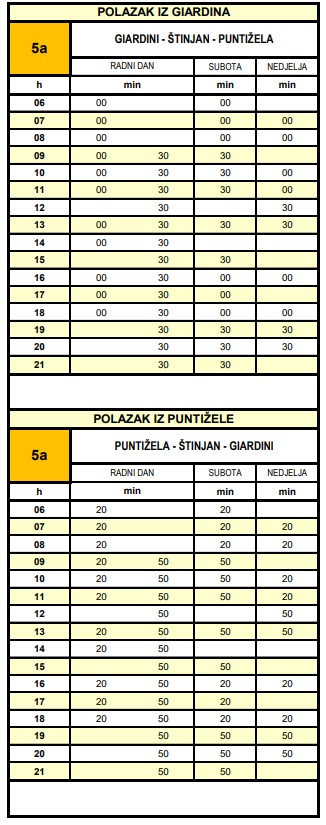 POLAZAK IZ GIARDINA
5a
GIARDINI - ŠTINJAN - PUNTIŽELA
RADNI DAN SUBOTA NEDJELJA
h min min min
06 00 00
07 00 00 00
08 00 00 00
09 00 30 30
10 00 30 30 00
11 00 30 30 00
12 30 30
13 00 30 30 30
14 00 30
15 30 30
16 00 30 00 00
17 00 30 00
18 00 30 00 00
19 30 30 30
20 30 30 30
21 30 30
POLAZAK IZ PUNTIŽELE
5a
PUNTIŽELA - ŠTINJAN - GIARDINI
RADNI DAN SUBOTA NEDJELJA
h min min min
06 20 20
07 20 20 20
08 20 20 20
09 20 50 50
10 20 50 50 20
11 20 50 50 20
12 50 50
13 20 50 50 50
14 20 50
15 50 50
16 20 50 20 20
17 20 50 20
18 20 50 20 20
19 50 50 50
20 50 50 50
21 50 50